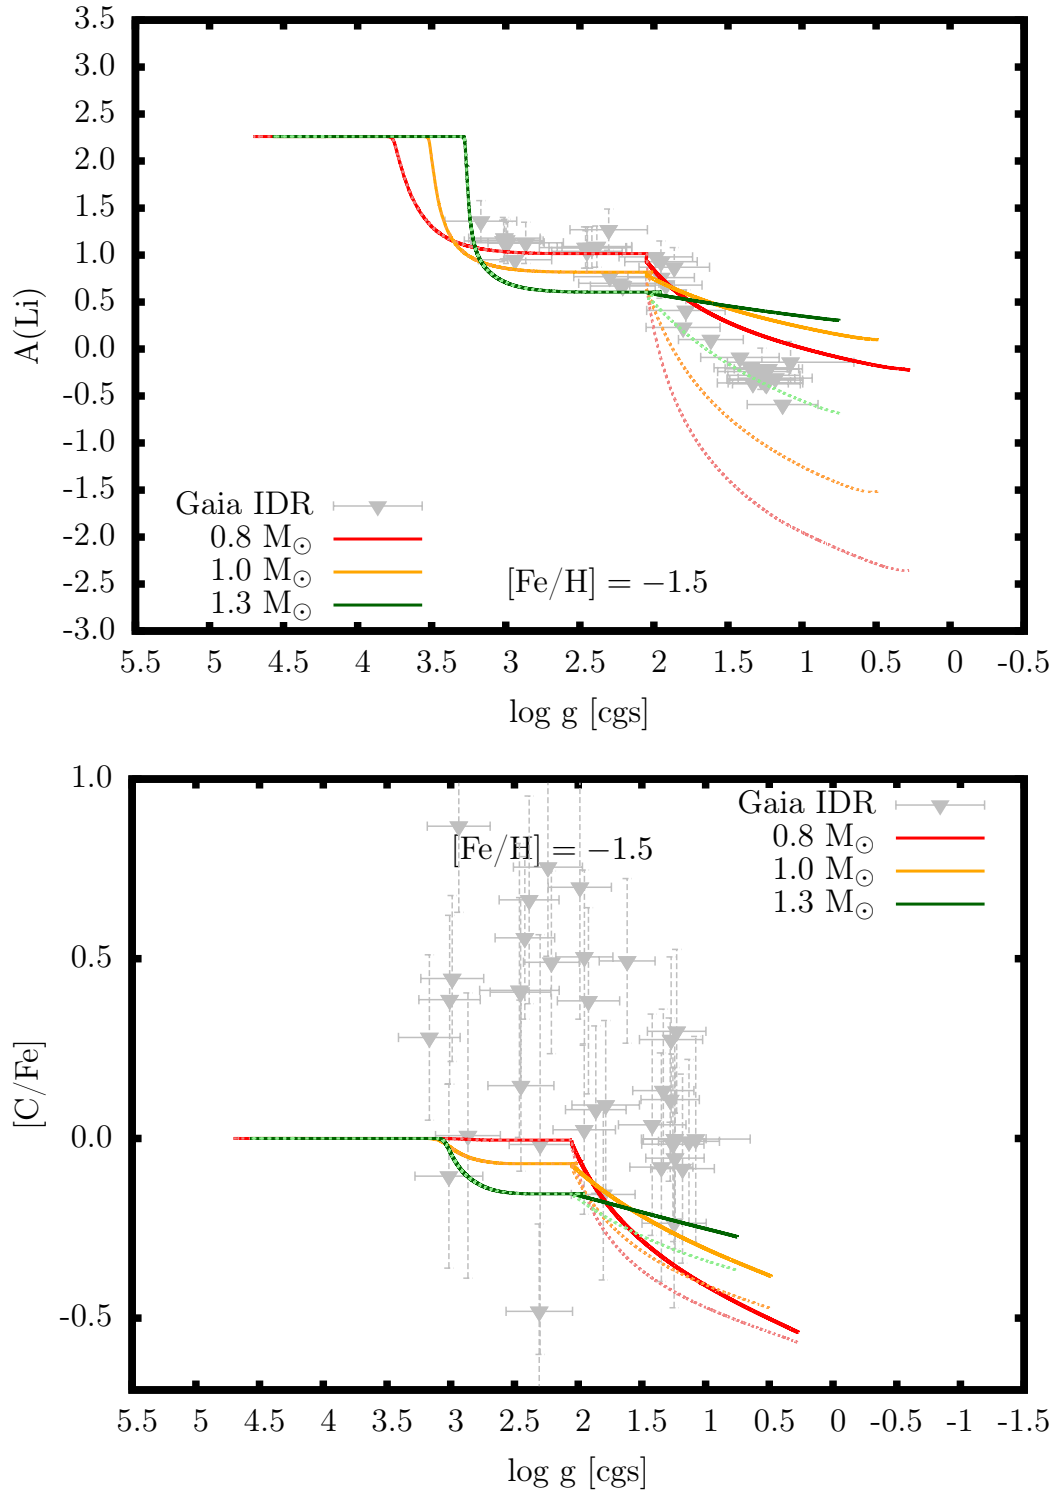 3.5
3.0
2.5
2.0
1.5
1.0
0.5
0.0
-0.5
-1.0
-1.5
-2.0
-2.5
-3.0
A(Li)
Gaia IDR
0.8 M⊙
1.0 M⊙
1.3 M⊙
[Fe/H] = −1.5
5.5 5 4.5 4 3.5 3 2.5 2 1.5 1 0.5 0 -0.5
log g [cgs]
1.0
0.5
0.0
-0.5
[C/Fe]
Gaia IDR
0.8 M⊙
1.0 M⊙
1.3 M⊙
[Fe/H] = −1.5
5.5 5 4.5 4 3.5 3 2.5 2 1.5 1 0.5 0 -0.5 -1 -1.5
log g [cgs]